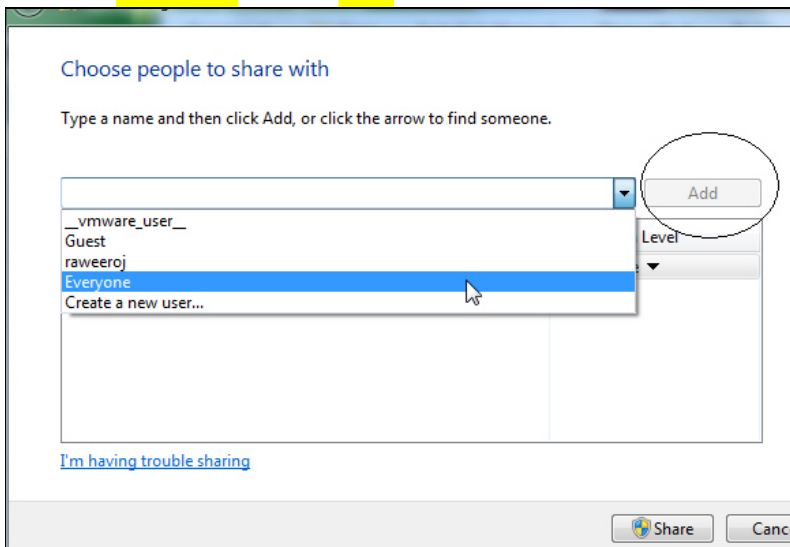 Choose people to share with
Type a name and then click Add, or click the arrow to find someone.
Add
__vmware_user__
Guest
raweeroj
Everyone
Create a new user...
Level
I'm having trouble sharing
Share
Canc